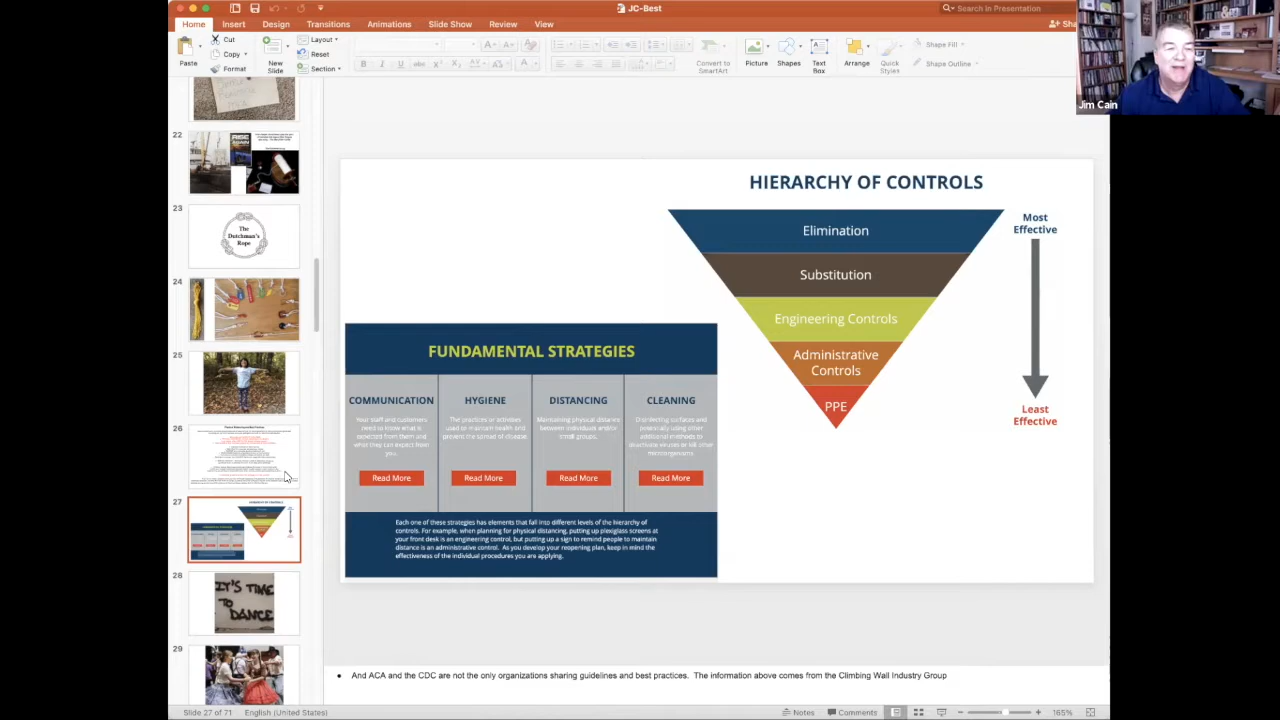 JC-Best
Search in Presentation
Home Insert Design Transitions Animations Slide Show Review View
Paste
Cut
Copy
Format
New
Slide
Layout
Reset
Section
Convert to
SmartArt
Picture
Shapes
Text
Box
Arrange
Quick
Styles
Shape Fill
Shape Outline
Jim Cain
22
RISE
23
The
Dutchman's
Rope
24
25
26
27
28
IT'S TIME
TO
DANCE
29
HIERARCHY OF CONTROLS
Elimination
Substitution
Engineering Controls
Administrative
Controls
PPE
Most
Effective
Least
Effective
FUNDAMENTAL STRATEGIES
COMMUNICATION
Your staff and customers
need to know what is
expected from them and
what they can expect from
you.
Read More
HYGIENE
The practices or activities
used to maintain health and
prevent the spread of disease
Read More
DISTANCING
Maintaining physical distance
between individuals and/or
small groups.
Read More
CLEANING
Disinfecting surfaces and
potentially using other
additional methods to
deactivate viruses or kill other
microorganisms.
Read More
Each one of these strategies has elements that fall into different levels of the hierarchy of
controls. For example, when planning for physical distancing, putting up plexiglass screens at
your front desk is an engineering control, but putting up a sign to remind people to maintain
distance is an administrative control. As you develop your reopening plan, keep in mind the
effectiveness of the individual procedures you are applying.
• And ACA and the CDC are not the only organizations sharing guidelines and best practices. The information above comes from the Climbing Wall Industry Group
Slide 27 of 71 English (United States)
Notes Comments 165%